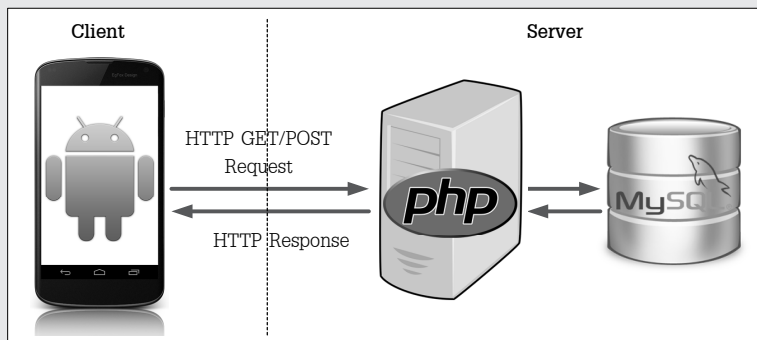 Client
Server
HTTP GET/POST
Request
HTTP Response
php
MySQL